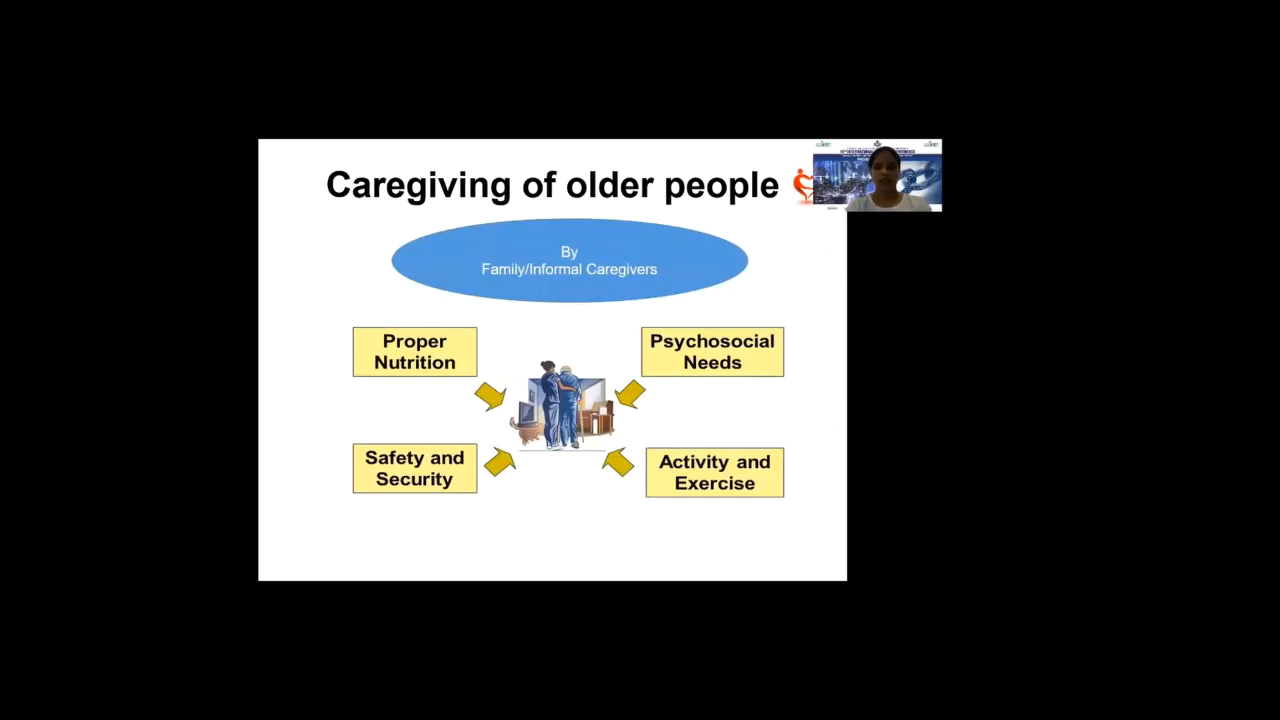 Caregiving of older people
By
Family/Informal Caregivers
Proper
Nutrition
Psychosocial
Needs
Safety and
Security
Activity and
Exercise